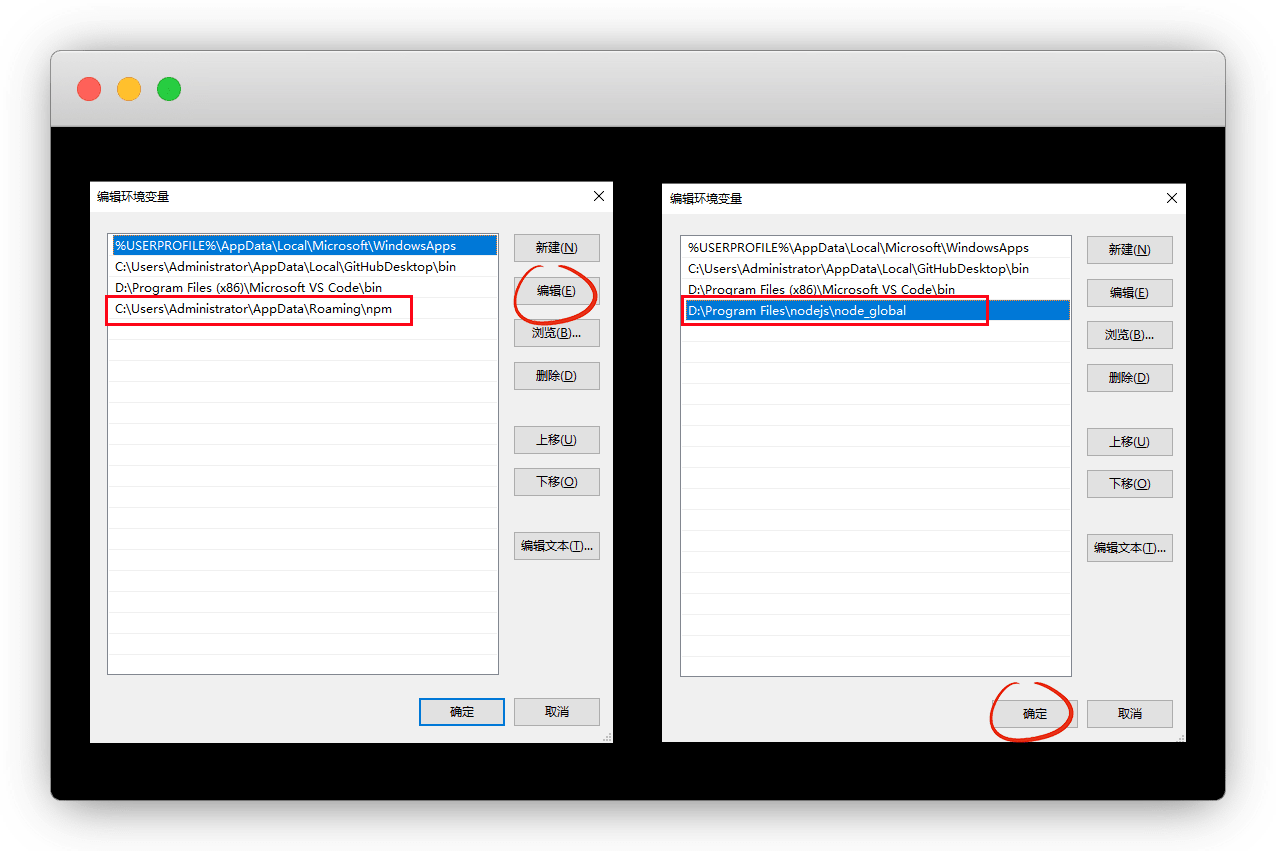 编辑环境变量
%USERPROFILE%\AppData\Local\Microsoft\WindowsApps
C:\Users\Administrator\AppData\Local\GitHubDesktop\bin
D:\Program Files (x86)\Microsoft VS Code\bin
C:\Users\Administrator\AppData\Roaming\npm
新建(N)
编辑(E)
浏览(B)...
删除(D)
上移(U)
下移(O)
编辑文本(T)...
确定
取消
编辑环境变量
%USERPROFILE%\AppData\Local\Microsoft\WindowsApps
C:\Users\Administrator\AppData\Local\GitHubDesktop\bin
D:\Program Files (x86)\Microsoft VS Code\bin
D:\Program Files\nodejs\node_global
新建(N)
编辑(E)
浏览(B)...
删除(D)
上移(U)
下移(O)
编辑文本(T)...
确定
取消